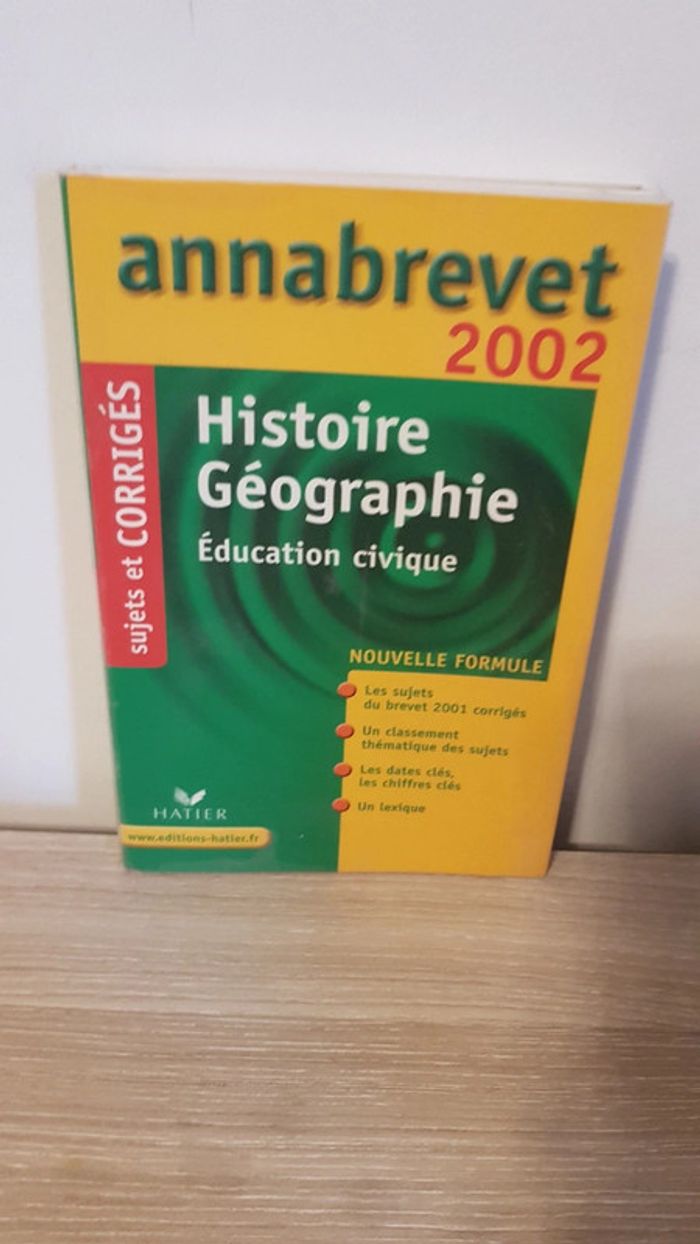 annabrevet
2002
sujets et CORRIGÉS
Histoire
Géographie
Éducation civique
NOUVELLE FORMULE
Les sujets
du brevet 2001 corrigés
Un classement
thématique des sujets
Les dates clés,
les chiffres clés
Un lexique
HATIER
www.editions-hatier.fr